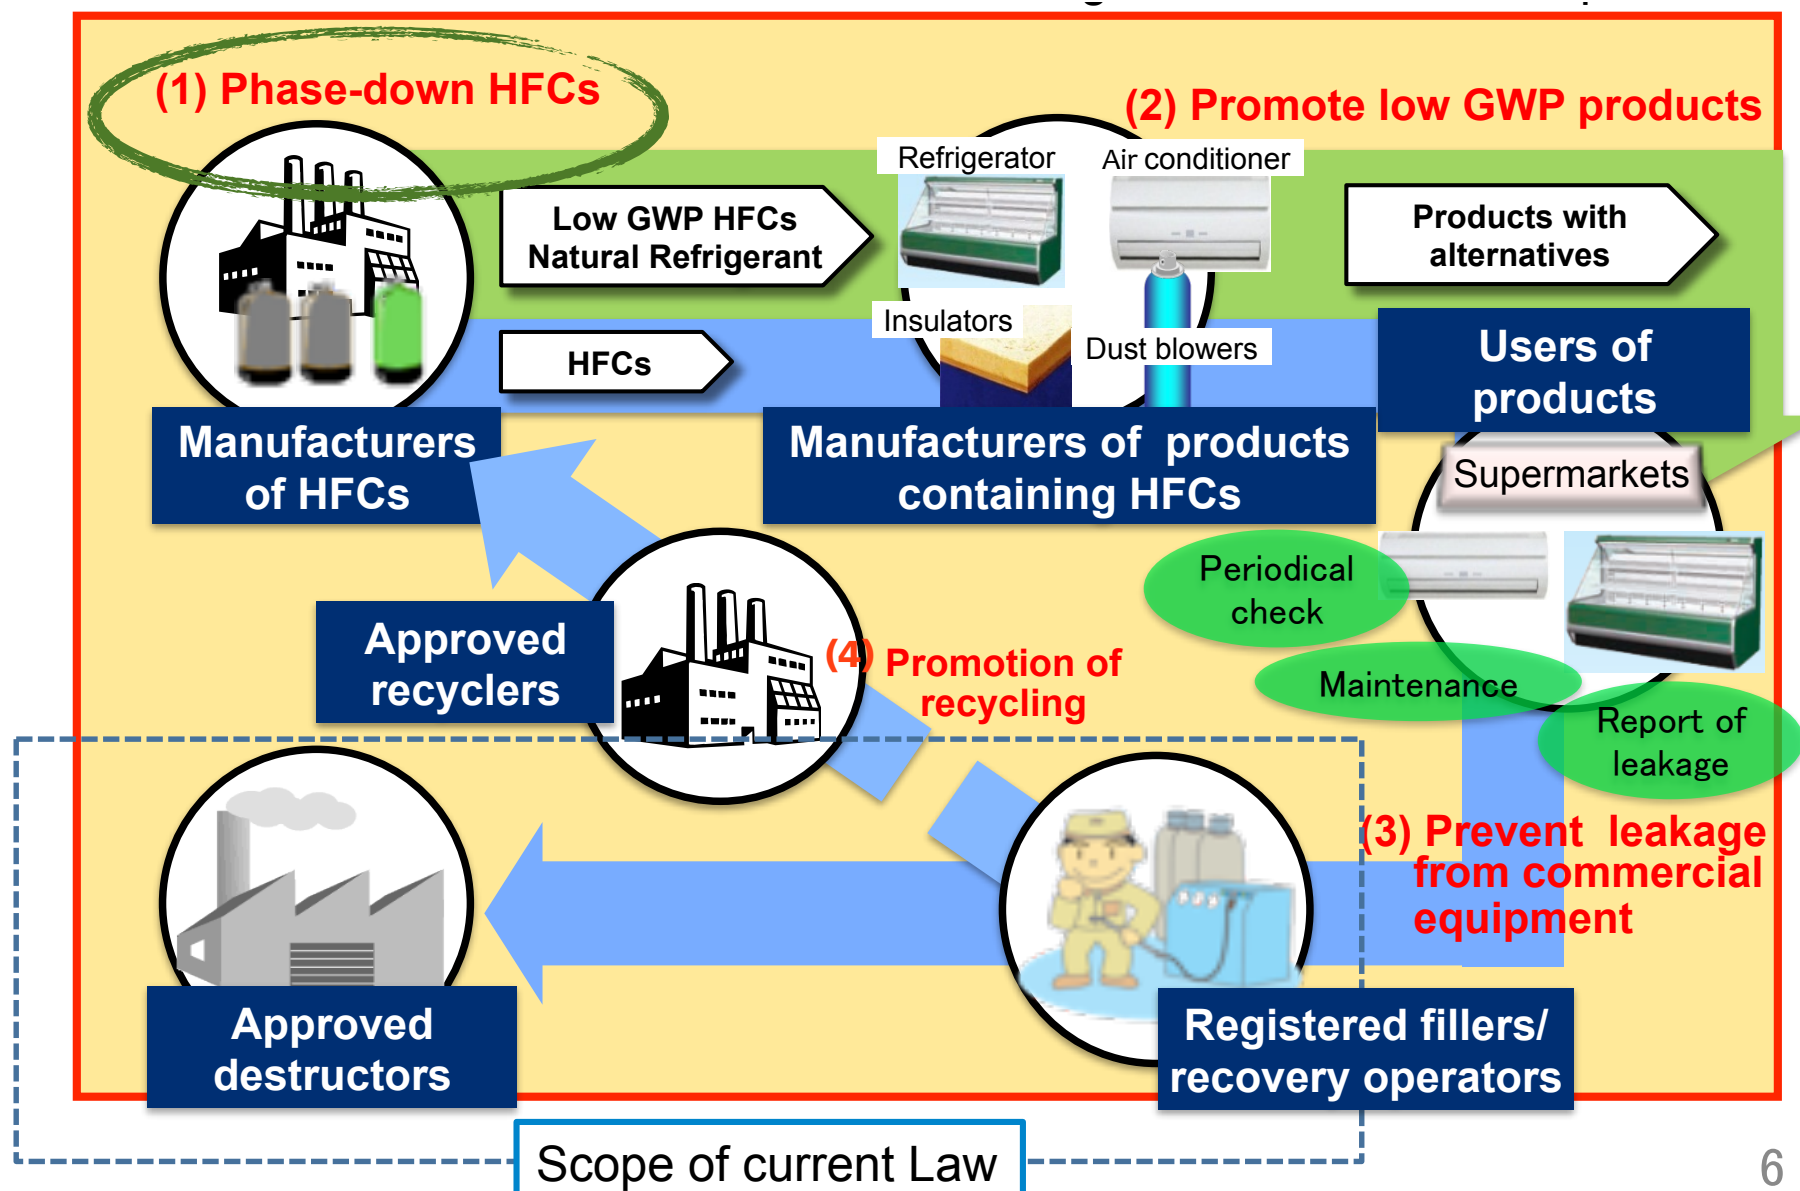 (1) Phase-down HFCs
(2) Promote low GWP products
Refrigerator
Air conditioner
Low GWP HFCs
Natural Refrigerant
Products with
alternatives
Insulators
Dust blowers
HFCs
Users of
products
Manufacturers
of HFCs
Manufacturers of products
containing HFCs
Supermarkets
Periodical
check
Approved
recyclers
(4) Promotion of
recycling
Maintenance
Report of
leakage
(3) Prevent leakage
from commercial
equipment
Approved
destructors
Registered fillers/
recovery operators
Scope of current Law
6